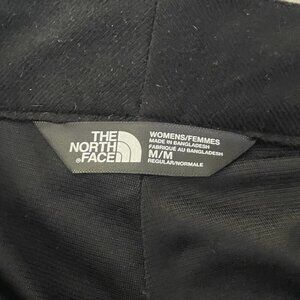 THE
NORTH
FACE
®
WOMENS/FEMMES
MADE IN BANGLADESH
FABRIQUÉ AU BANGLADESH
M/M
REGULAR/NORMALE